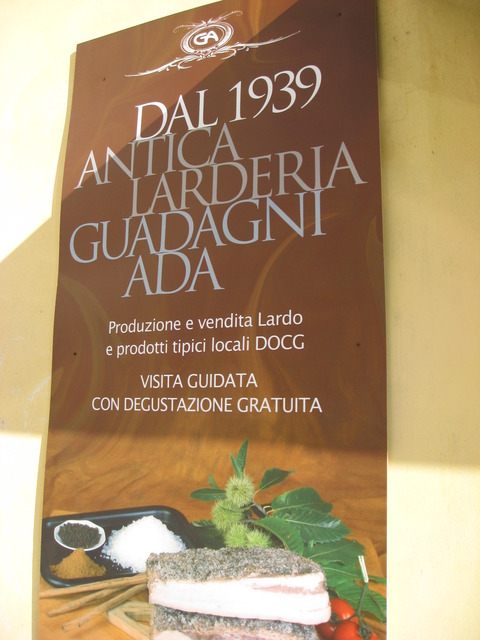 GA
DAL 1939
ANTICA
LARDERIA
GUADAGNI
ADA
Produzione e vendita Lardo
e prodotti tipici locali DOCG
VISITA GUIDATA
CON DEGUSTAZIONE GRATUITA